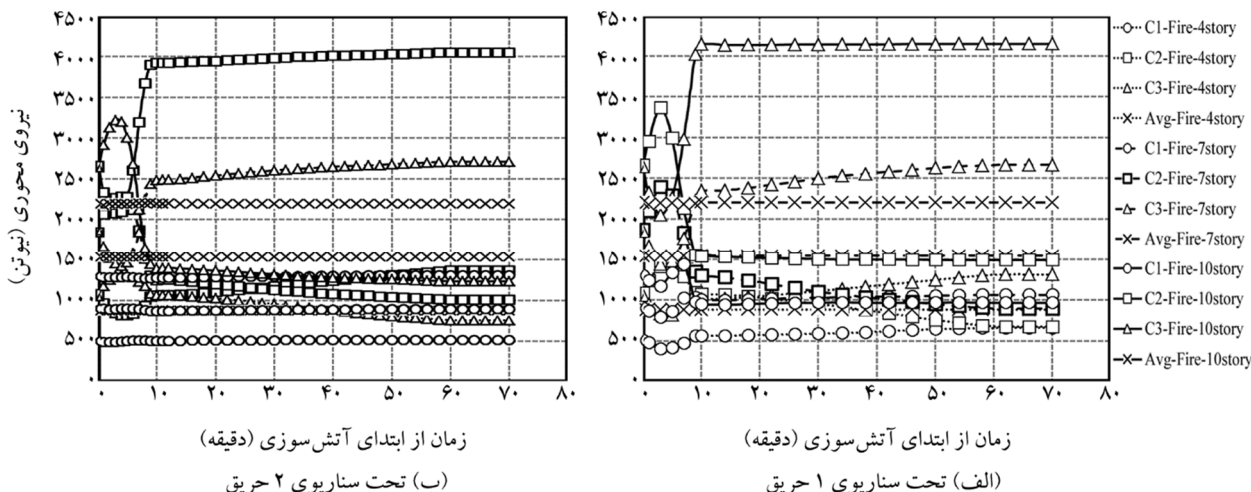 نیروی محوری (نیوتن)
۴۵۰۰
۴۰۰۰
۳۵۰۰
۳۰۰۰
۲۵۰۰
۲۰۰۰
۱۵۰۰
۱۰۰۰
۵۰۰
۰
۰ ۱۰ ۲۰ ۳۰ ۴۰ ۵۰ ۶۰ ۷۰ ۸۰
زمان از ابتدای آتش‌سوزی (دقیقه)
(ب) تحت سناریوی ۲ حریق
۴۵۰۰
۴۰۰۰
۳۵۰۰
۳۰۰۰
۲۵۰۰
۲۰۰۰
۱۵۰۰
۱۰۰۰
۵۰۰
۰
۰ ۱۰ ۲۰ ۳۰ ۴۰ ۵۰ ۶۰ ۷۰ ۸۰
زمان از ابتدای آتش‌سوزی (دقیقه)
(الف) تحت سناریوی ۱ حریق
C1-Fire-4story
C2-Fire-4story
C3-Fire-4story
Avg-Fire-4story
C1-Fire-7story
C2-Fire-7story
C3-Fire-7story
Avg-Fire-7story
C1-Fire-10story
C2-Fire-10story
C3-Fire-10story
Avg-Fire-10story